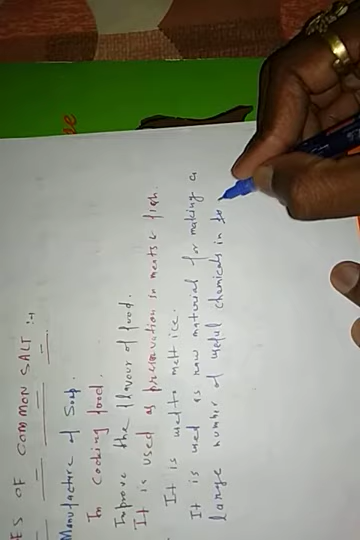 ES OF COMMON SALT :-
Manufacture of Soap.
In Cooking food.
Improve the flavour of food.
It is used as preservation in meats & fish.
It is used to melt ice.
It is used as raw material for making a
large number of useful chemicals in